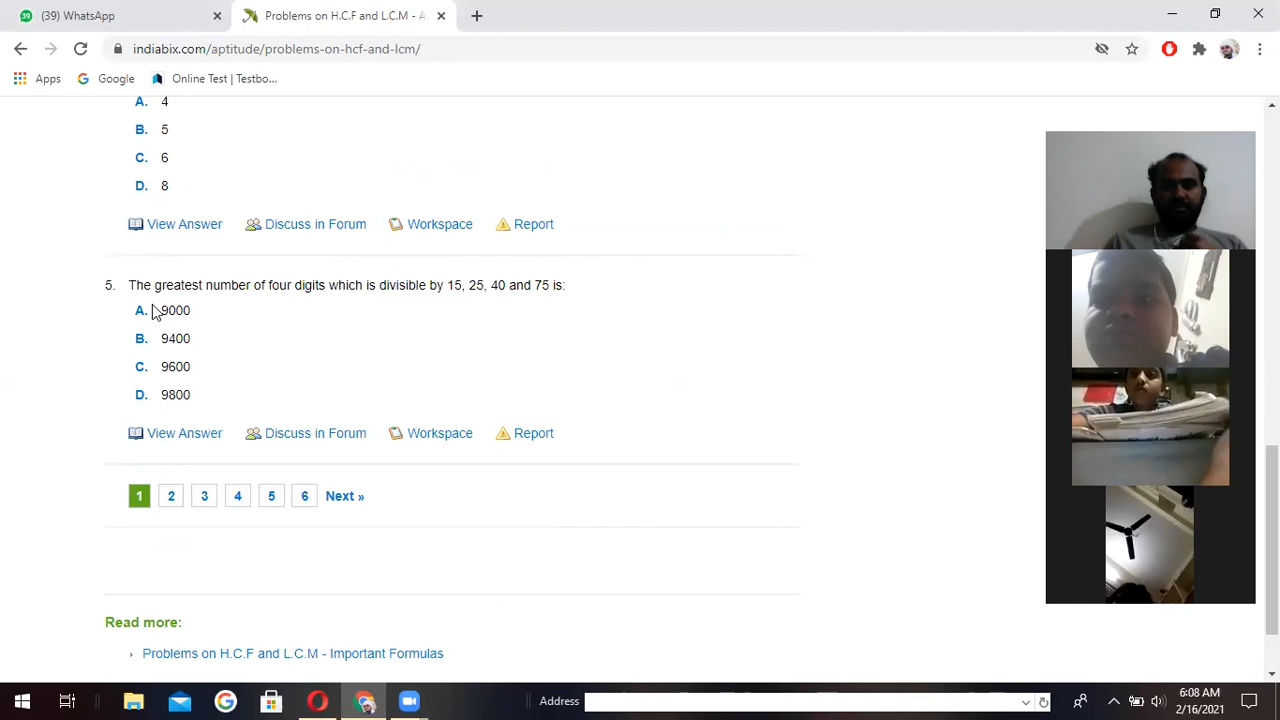 (39) WhatsApp
Problems on H.C.F and L.C.M - A
indiabix.com/aptitude/problems-on-hcf-and-lcm/
Apps
Google
Online Test | Testbo...
A. 4
B. 5
C. 6
D. 8
View Answer Discuss in Forum Workspace Report
5. The greatest number of four digits which is divisible by 15, 25, 40 and 75 is:
A. 9000
B. 9400
C. 9600
D. 9800
View Answer Discuss in Forum Workspace Report
1 2 3 4 5 6 Next »
Read more:
Problems on H.C.F and L.C.M - Important Formulas
Address
6:08 AM
2/16/2021